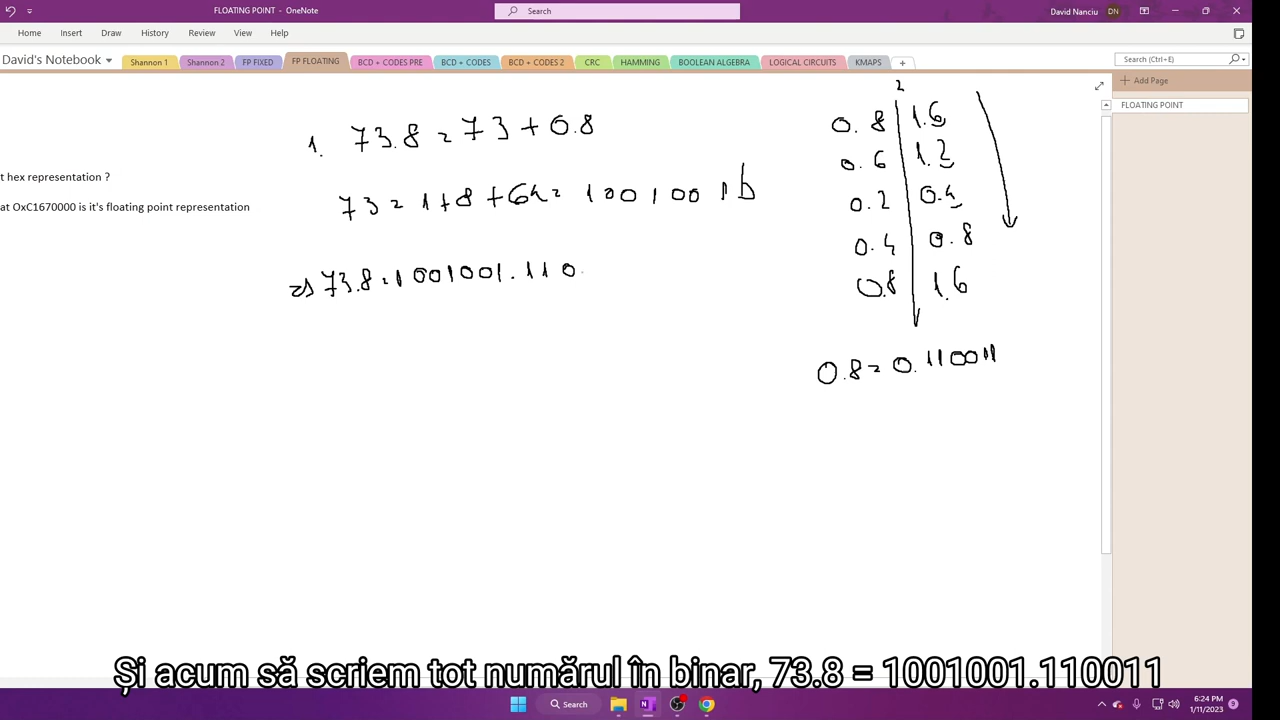 FLOATING POINT - OneNote
Search
David Nanciu DN
Home Insert Draw History Review View Help
David's Notebook
Shannon 1 Shannon 2 FP FIXED FP FLOATING BCD + CODES PRE BCD + CODES BCD + CODES 2 CRC HAMMING BOOLEAN ALGEBRA LOGICAL CIRCUITS KMAPS +
Search (Ctrl+E)
Add Page
FLOATING POINT
t hex representation ?
at OxC1670000 is it's floating point representation
1. 73.8 = 73 + 0.8
73 = 1+8+64 = 1001001b
=> 73.8 = 1001001.110
2
0.8 1.6
0.6 1.2
0.2 0.4
0.4 0.8
0.8 1.6
0.8 = 0.110011
Și acum să scriem tot numărul în binar, 73.8 = 1001001.110011
Search
6:24 PM
1/11/2023